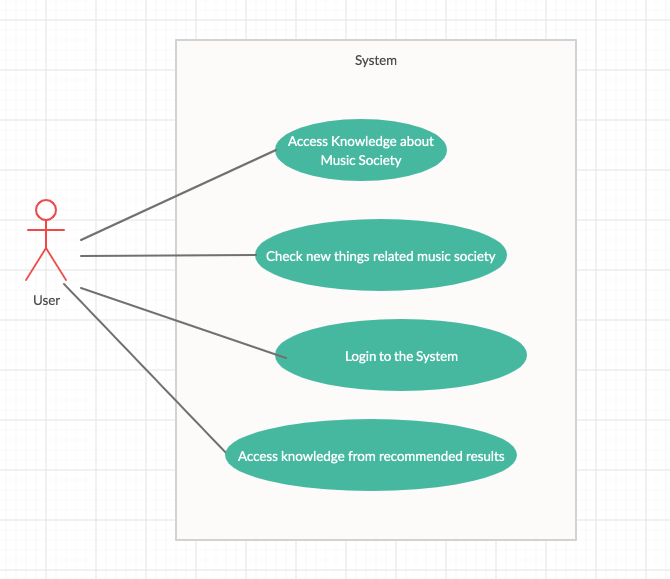 System
Access Knowledge about
Music Society
Check new things related music society
User
Login to the System
Access knowledge from recommended results